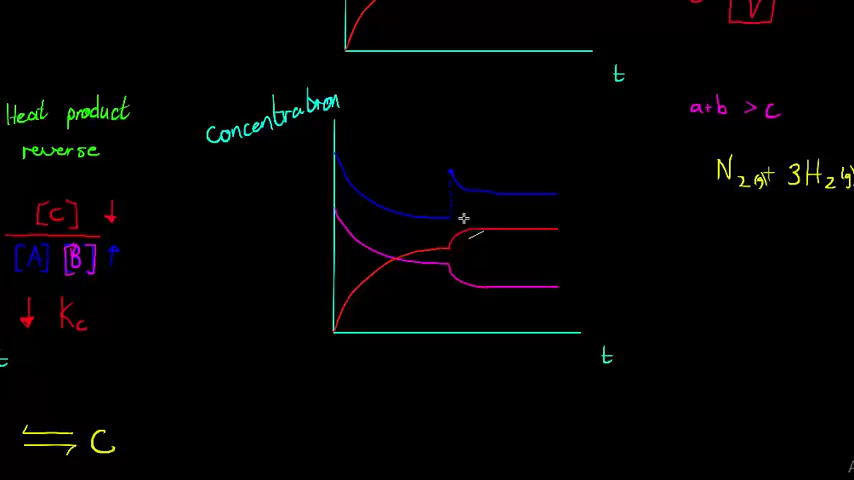 V
t
concentration
Heat product
reverse
a+b > c
N2(g)+ 3H2(g)
[C] ↓
[A] [B] ↑
↓ Kc
t
t
⇌ C